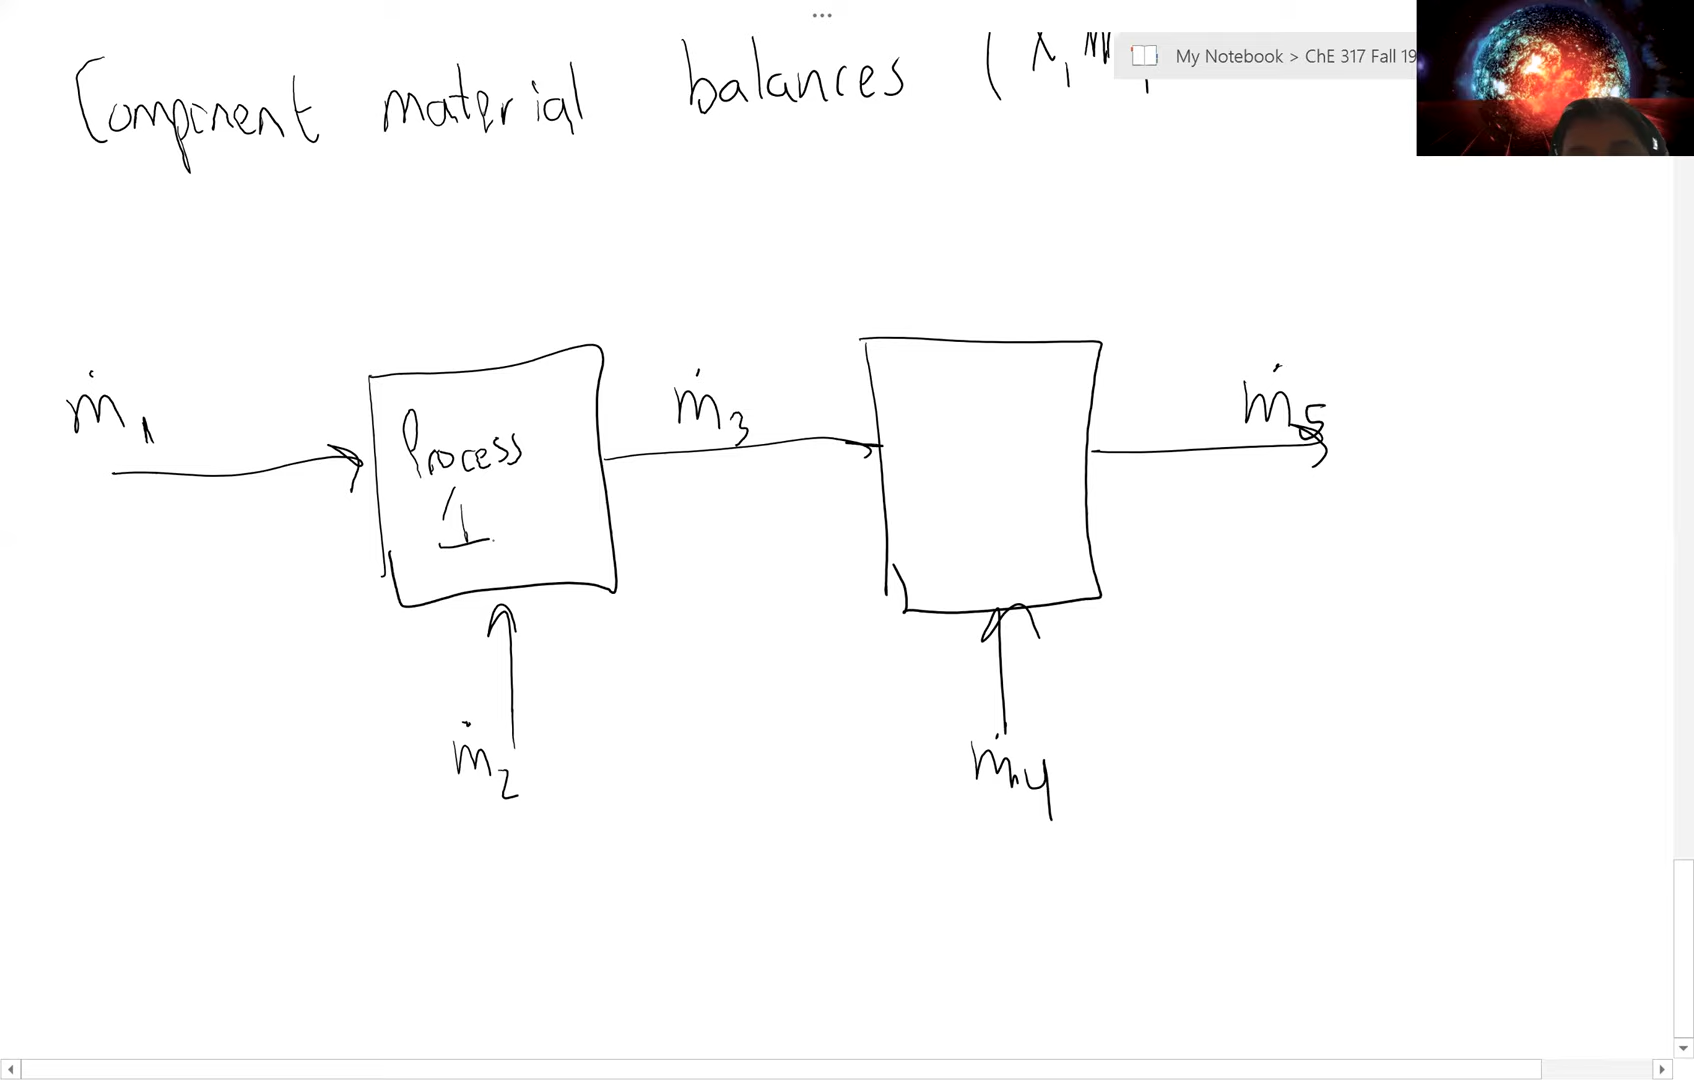 ...
My Notebook > ChE 317 Fall 19
Component material balances (
ṁ1 ṁ3 ṁ5
Process
1
ṁ2 ṁ4